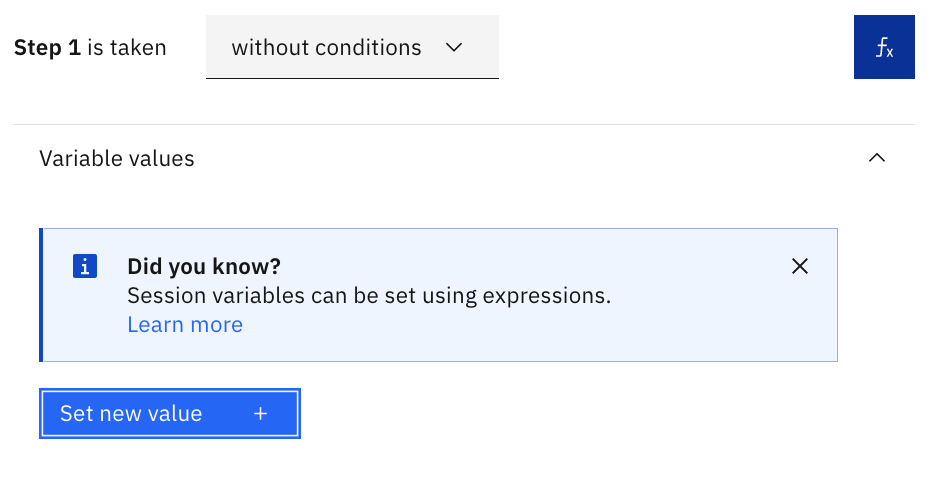 Step 1 is taken
without conditions
fx
Variable values
Did you know?
Session variables can be set using expressions.
Learn more
Set new value +